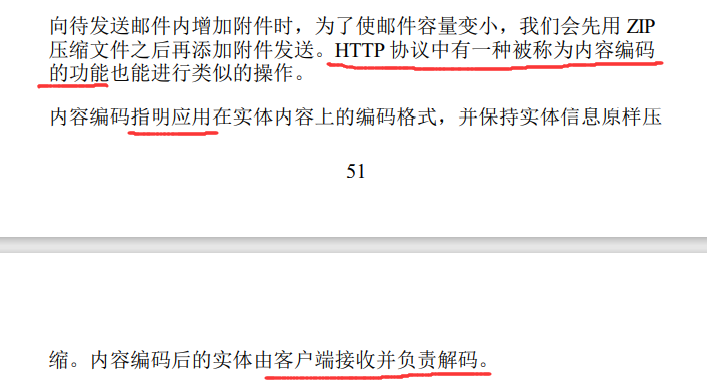 向待发送邮件内增加附件时，为了使邮件容量变小，我们会先用 ZIP
压缩文件之后再添加附件发送。HTTP 协议中有一种被称为内容编码
的功能也能进行类似的操作。
内容编码指明应用在实体内容上的编码格式，并保持实体信息原样压
51
缩。内容编码后的实体由客户端接收并负责解码。